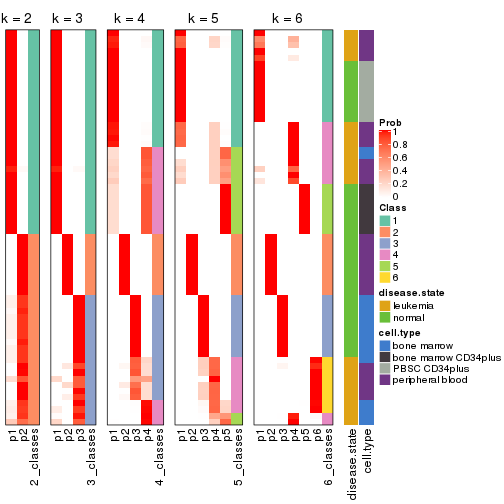 k = 2
k = 3
k = 4
k = 5
k = 6
p1
p2
2_classes
p1
p2
p3
3_classes
p1
p2
p3
p4
4_classes
p1
p2
p3
p4
p5
5_classes
p1
p2
p3
p4
p5
p6
6_classes
disease.state
cell.type
Prob
1
0.8
0.6
0.4
0.2
0
Class
1
2
3
4
5
6
disease.state
leukemia
normal
cell.type
bone marrow
bone marrow CD34plus
PBSC CD34plus
peripheral blood